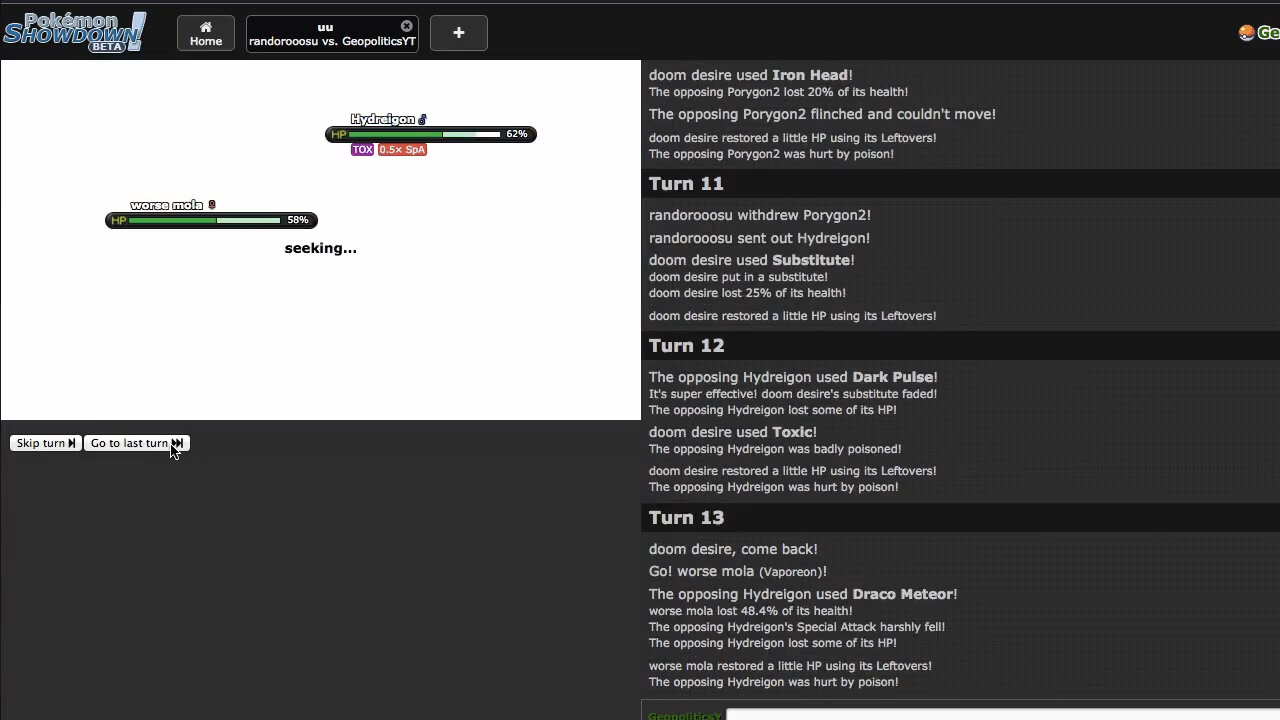 Pokémon
SHOWDOWN!
BETA
Home
uu
randorooosu vs. GeopoliticsYT
Ge
Hydreigon
HP 62%
TOX 0.5× SpA
worse mola
HP 58%
seeking...
Skip turn
Go to last turn
doom desire used Iron Head!
The opposing Porygon2 lost 20% of its health!
The opposing Porygon2 flinched and couldn't move!
doom desire restored a little HP using its Leftovers!
The opposing Porygon2 was hurt by poison!
Turn 11
randorooosu withdrew Porygon2!
randorooosu sent out Hydreigon!
doom desire used Substitute!
doom desire put in a substitute!
doom desire lost 25% of its health!
doom desire restored a little HP using its Leftovers!
Turn 12
The opposing Hydreigon used Dark Pulse!
It's super effective! doom desire's substitute faded!
The opposing Hydreigon lost some of its HP!
doom desire used Toxic!
The opposing Hydreigon was badly poisoned!
doom desire restored a little HP using its Leftovers!
The opposing Hydreigon was hurt by poison!
Turn 13
doom desire, come back!
Go! worse mola (Vaporeon)!
The opposing Hydreigon used Draco Meteor!
worse mola lost 48.4% of its health!
The opposing Hydreigon's Special Attack harshly fell!
The opposing Hydreigon lost some of its HP!
worse mola restored a little HP using its Leftovers!
The opposing Hydreigon was hurt by poison!
GeopoliticsY